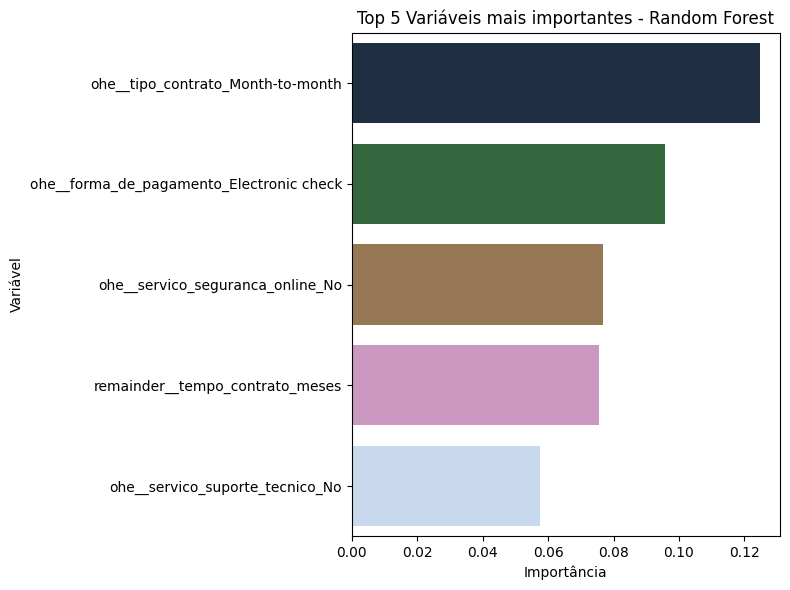 Top 5 Variáveis mais importantes - Random Forest
Variável
ohe__tipo_contrato_Month-to-month
ohe__forma_de_pagamento_Electronic check
ohe__servico_seguranca_online_No
remainder__tempo_contrato_meses
ohe__servico_suporte_tecnico_No
0.00 0.02 0.04 0.06 0.08 0.10 0.12
Importância